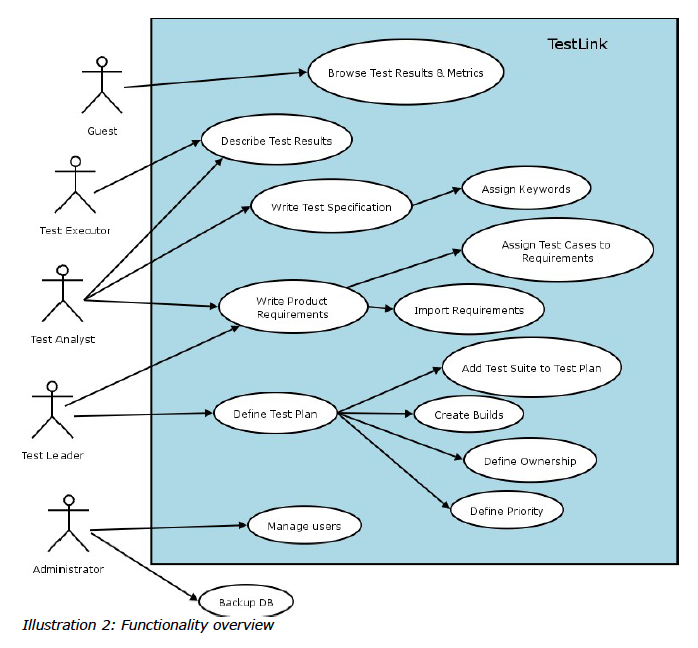 TestLink
Browse Test Results & Metrics
Guest
Describe Test Results
Test Executor
Assign Keywords
Write Test Specification
Assign Test Cases to
Requirements
Write Product
Requirements
Import Requirements
Test Analyst
Add Test Suite to Test Plan
Define Test Plan
Create Builds
Test Leader
Define Ownership
Define Priority
Manage users
Administrator
Backup DB
Illustration 2: Functionality overview